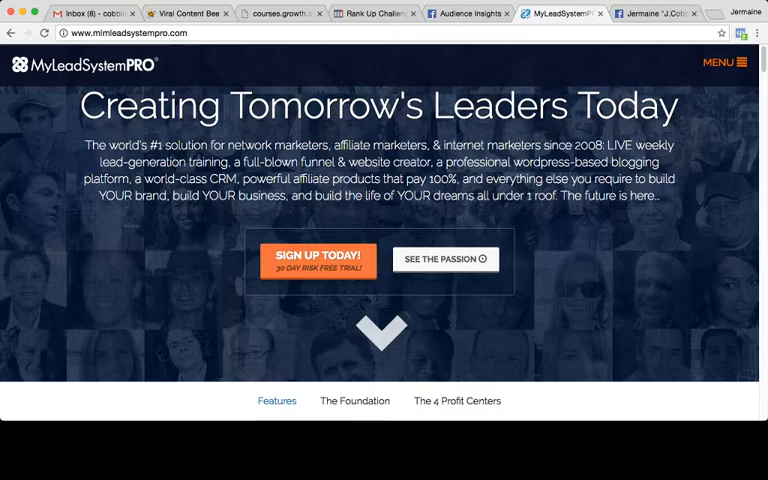 Inbox (8) - cobbin
Viral Content Bee
courses.growth.c
Rank Up Challeng
Audience Insights
MyLeadSystemPR
Jermaine "J.Cobb
Jermaine
www.mlmleadsystempro.com
MyLeadSystemPRO®
MENU
Creating Tomorrow's Leaders Today
The world's #1 solution for network marketers, affiliate marketers, & internet marketers since 2008: LIVE weekly
lead-generation training, a full-blown funnel & website creator, a professional wordpress-based blogging
platform, a world-class CRM, powerful affiliate products that pay 100%, and everything else you require to build
YOUR brand, build YOUR business, and build the life of YOUR dreams all under 1 roof. The future is here...
SIGN UP TODAY!
30 DAY RISK FREE TRIAL!
SEE THE PASSION
Features The Foundation The 4 Profit Centers